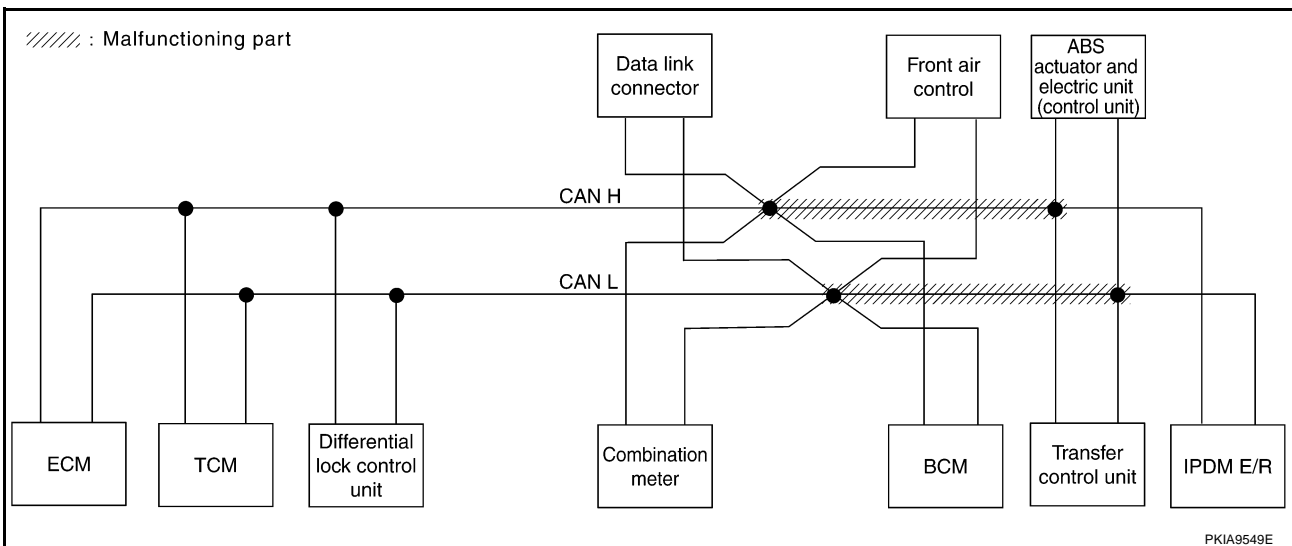 : Malfunctioning part
Data link
connector
Front air
control
ABS
actuator and
electric unit
(control unit)
CAN H
CAN L
ECM
TCM
Differential
lock control
unit
Combination
meter
BCM
Transfer
control unit
IPDM E/R
PKIA9549E